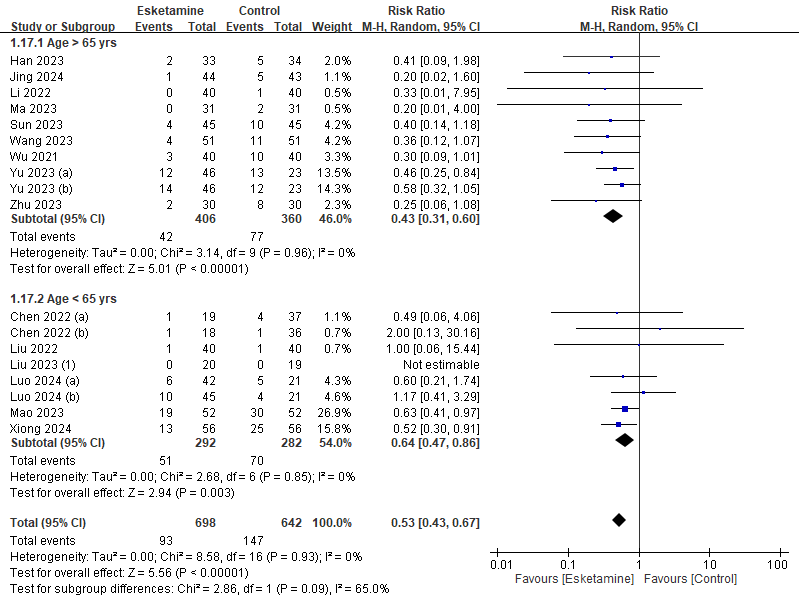 Esketamine Control Risk Ratio Risk Ratio
Study or Subgroup Events Total Events Total Weight M-H, Random, 95% CI M-H, Random, 95% CI
1.17.1 Age > 65 yrs
Han 2023 2 33 5 34 2.0% 0.41 [0.09, 1.98]
Jing 2024 1 44 5 43 1.1% 0.20 [0.02, 1.60]
Li 2022 0 40 1 40 0.5% 0.33 [0.01, 7.95]
Ma 2023 0 31 2 31 0.5% 0.20 [0.01, 4.00]
Sun 2023 4 45 10 45 4.2% 0.40 [0.14, 1.18]
Wang 2023 4 51 11 51 4.2% 0.36 [0.12, 1.07]
Wu 2021 3 40 10 40 3.4% 0.30 [0.09, 1.01]
Yu 2023 (a) 12 46 13 23 13.5% 0.46 [0.25, 0.84]
Yu 2023 (b) 14 46 12 23 14.3% 0.58 [0.32, 1.05]
Zhu 2023 2 30 8 30 2.4% 0.25 [0.06, 1.08]
Subtotal (95% CI) 406 360 46.0% 0.43 [0.31, 0.60]
Total events 42 77
Heterogeneity: Tau² = 0.00; Chi² = 3.14, df = 9 (P = 0.96); I² = 0%
Test for overall effect: Z = 5.01 (P < 0.00001)
1.17.2 Age < 65 yrs
Chen 2022 (a) 1 19 4 37 1.1% 0.49 [0.06, 4.06]
Chen 2022 (b) 1 18 1 36 0.7% 2.00 [0.13, 30.16]
Liu 2022 1 40 1 40 0.7% 1.00 [0.06, 15.44]
Liu 2023 (1) 0 20 0 19 Not estimable
Luo 2024 (a) 6 42 5 21 4.3% 0.60 [0.21, 1.74]
Luo 2024 (b) 10 45 4 21 4.6% 1.17 [0.41, 3.29]
Mao 2023 19 52 30 52 26.9% 0.63 [0.41, 0.97]
Xiong 2024 13 56 25 56 15.8% 0.52 [0.30, 0.91]
Subtotal (95% CI) 292 282 54.0% 0.64 [0.47, 0.86]
Total events 51 70
Heterogeneity: Tau² = 0.00; Chi² = 2.68, df = 6 (P = 0.85); I² = 0%
Test for overall effect: Z = 2.94 (P = 0.003)
Total (95% CI) 698 642 100.0% 0.53 [0.43, 0.67]
Total events 93 147
Heterogeneity: Tau² = 0.00; Chi² = 8.58, df = 16 (P = 0.93); I² = 0%
Test for overall effect: Z = 5.56 (P < 0.00001)
Test for subgroup differences: Chi² = 2.86, df = 1 (P = 0.09), I² = 65.0%
0.01 0.1 1 10 100
Favours [Esketamine] Favours [Control]